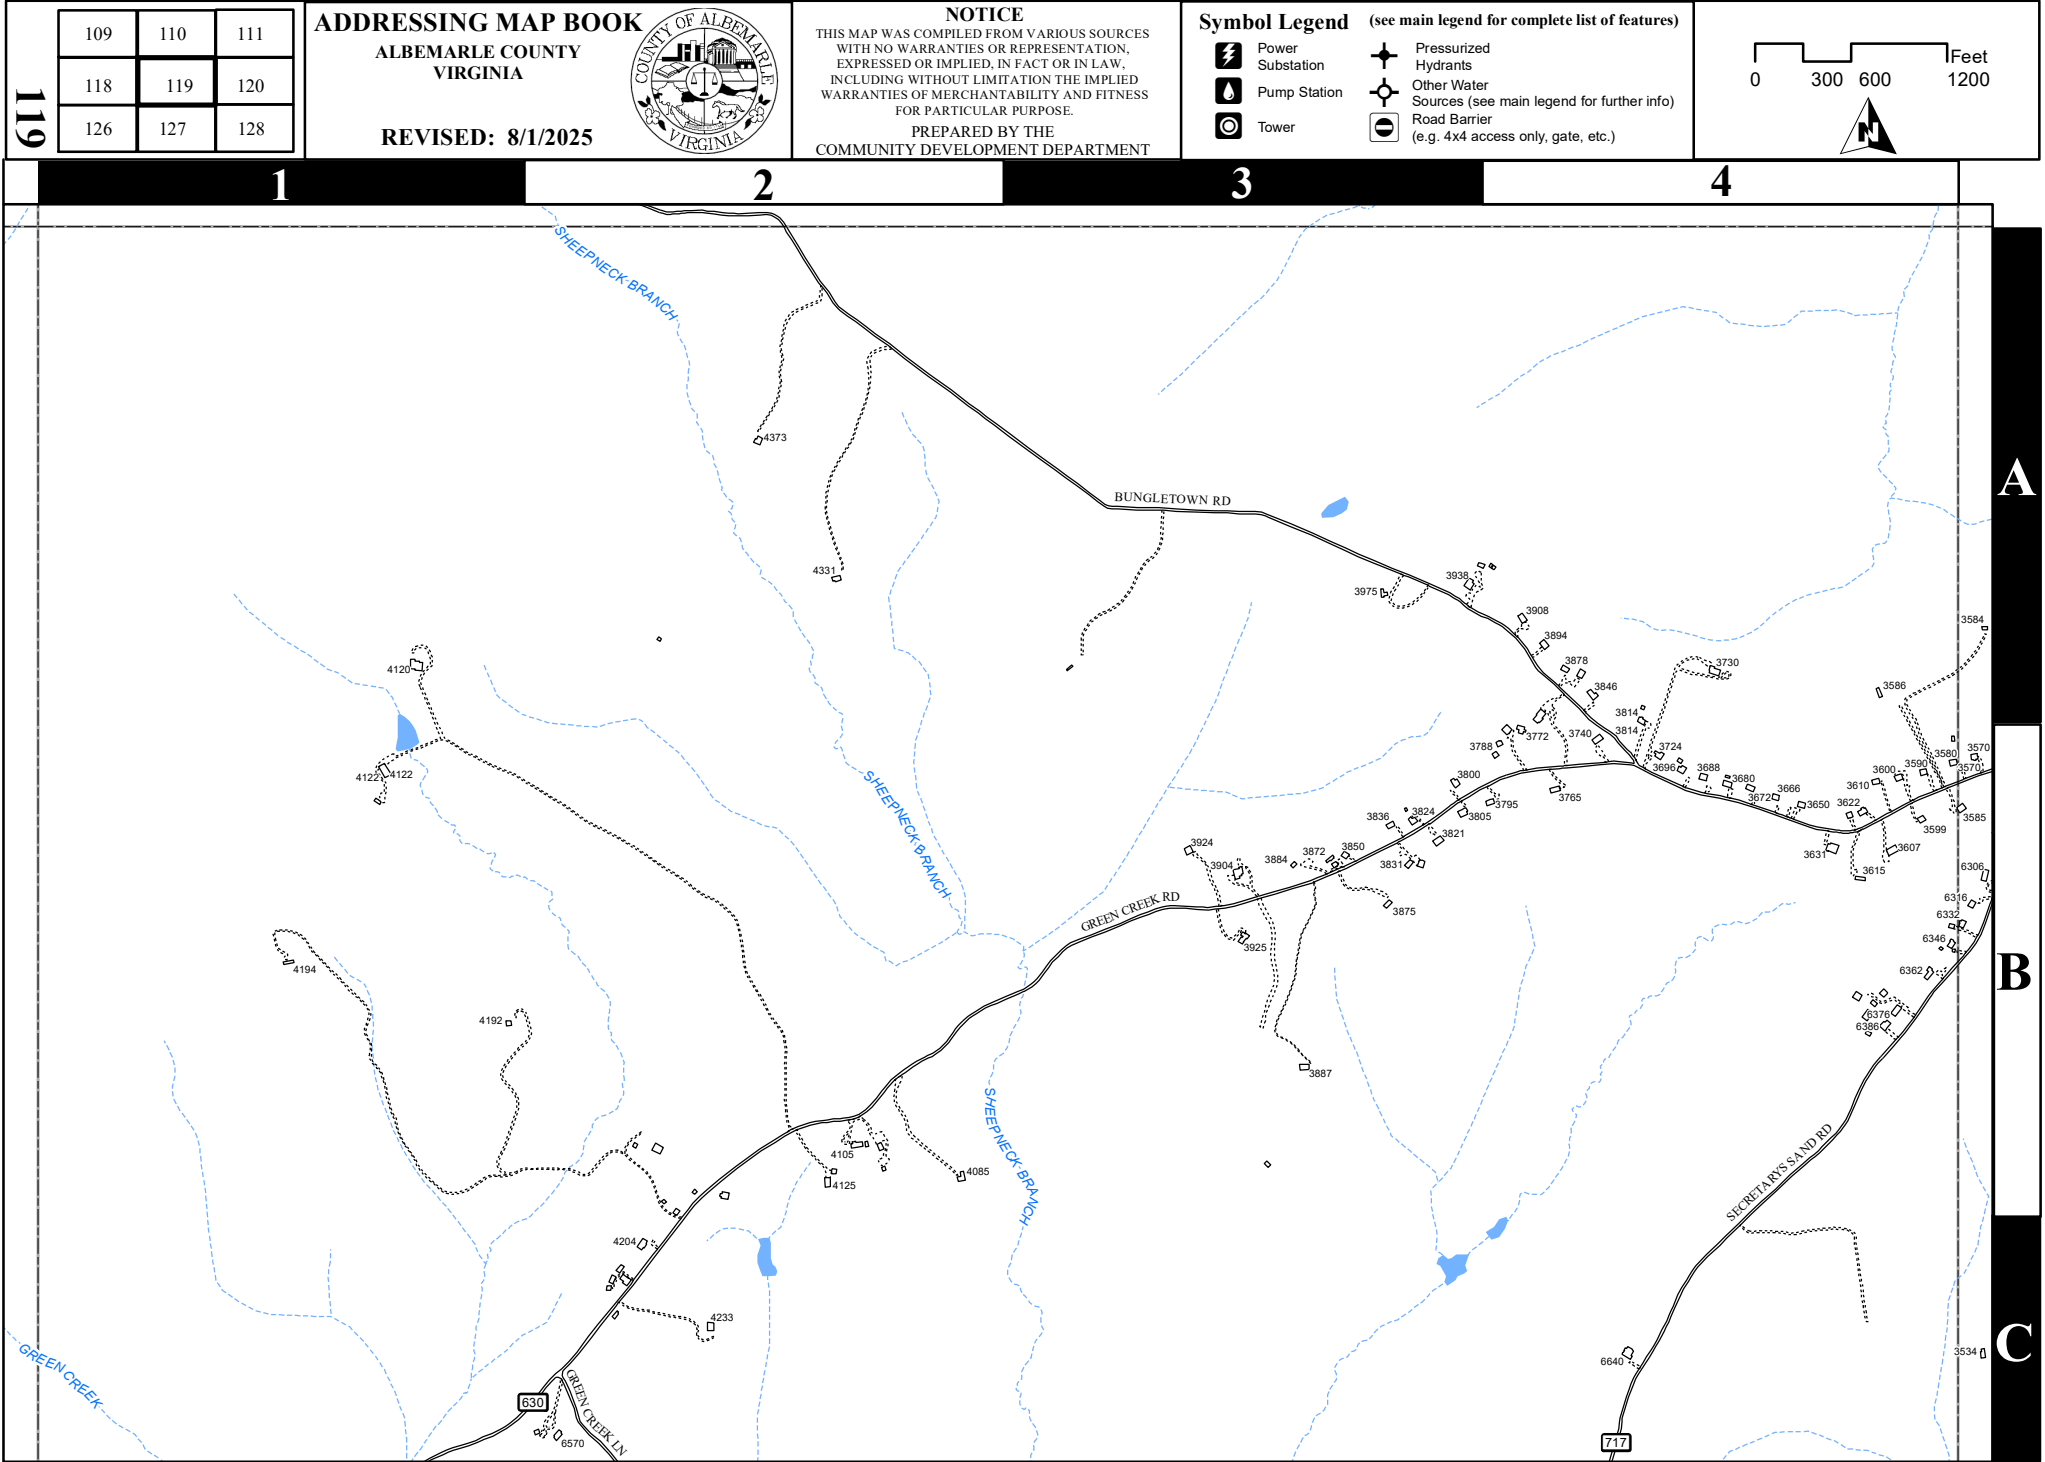 109 110 111
118 119 120
126 127 128
119
ADDRESSING MAP BOOK
ALBEMARLE COUNTY
VIRGINIA
REVISED: 8/1/2025
COUNTY OF ALBEMARLE
VIRGINIA
NOTICE
THIS MAP WAS COMPILED FROM VARIOUS SOURCES
WITH NO WARRANTIES OR REPRESENTATION,
EXPRESSED OR IMPLIED, IN FACT OR IN LAW,
INCLUDING WITHOUT LIMITATION THE IMPLIED
WARRANTIES OF MERCHANTABILITY AND FITNESS
FOR PARTICULAR PURPOSE.
PREPARED BY THE
COMMUNITY DEVELOPMENT DEPARTMENT
Symbol Legend (see main legend for complete list of features)
Power
Substation
Pump Station
Tower
Pressurized
Hydrants
Other Water
Sources (see main legend for further info)
Road Barrier
(e.g. 4x4 access only, gate, etc.)
Feet
0 300 600 1200
N
1 2 3 4
SHEEPNECK BRANCH
4373
A
BUNGLETOWN RD
4331
3938
3975
3908
3584
3894
4120
3878
3730
3586
3846
3814
3814
3772
3740
3788
3724
3580
3570
4122
4122
3696
3688
3590
3570
3600
3680
3610
3800
3666
3672
3650
3622
3795
3765
SHEEPNECK BRANCH
3836
3824
3805
3585
3599
3821
3924
3872
3850
3884
3831
3631
3607
3904
3615
6306
GREEN CREEK RD
3875
6316
6332
3925
6346
4194
6362
B
4192
6376
6386
3887
SHEEPNECK BRANCH
4105
4085
4125
SECRETARYS SAND RD
4204
4233
GREEN CREEK
3534
C
6640
630
GREEN CREEK LN
6570
717